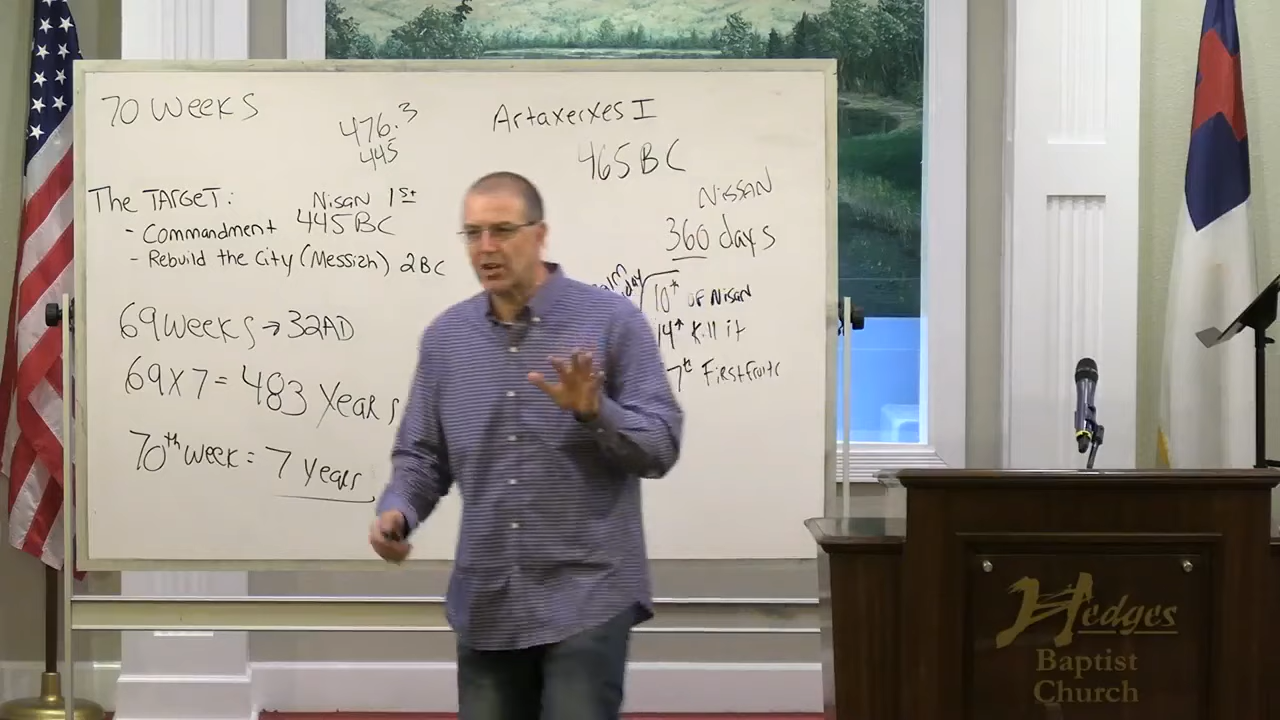 70 Weeks
476.3
445
Artaxerxes I
465 BC
The TARGET:
Nisan 1st
- Commandment 445 BC
- Rebuild the City (Messiah) 2 BC
69 weeks → 32AD
69 x 7 = 483 Years
70th week = 7 years
NISSAN
360 days
10th OF Nisan
14th Kill it
7th Firstfruits
Hedges
Baptist
Church